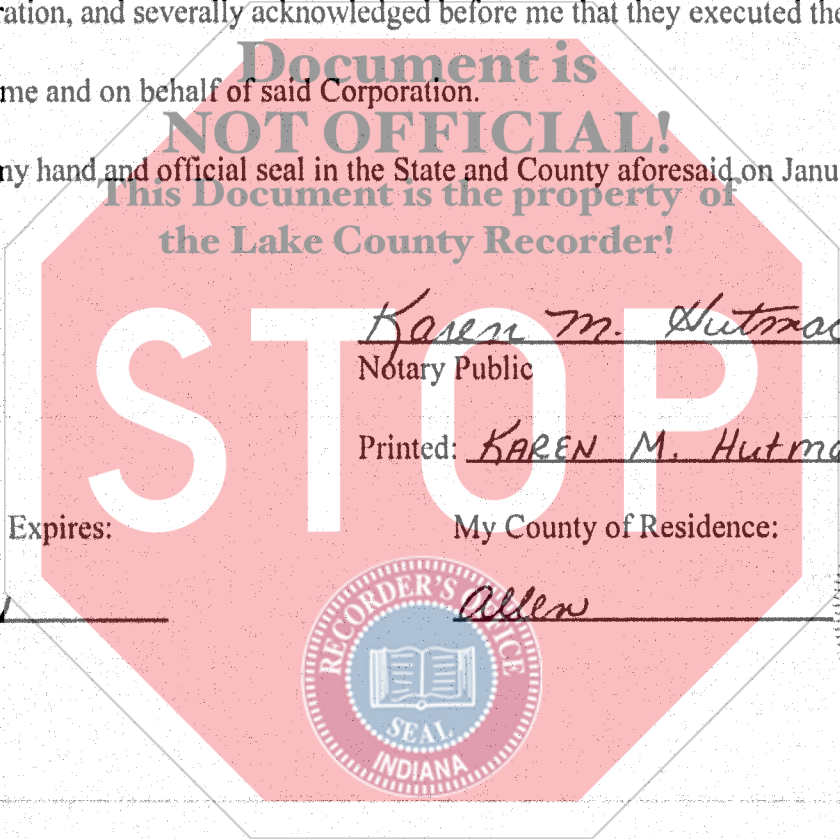 ration, and severally acknowledged before me that they executed the
Document is
me and on behalf of said Corporation.
NOT OFFICIAL!
my hand and official seal in the State and County aforesaid on Janu
This Document is the property of
the Lake County Recorder!
STOP
Karen M. Hutmac
Notary Public
Printed: KAREN M. Hutma
Expires: My County of Residence:
Allen
RECORDER'S OFFICE
SEAL
INDIANA